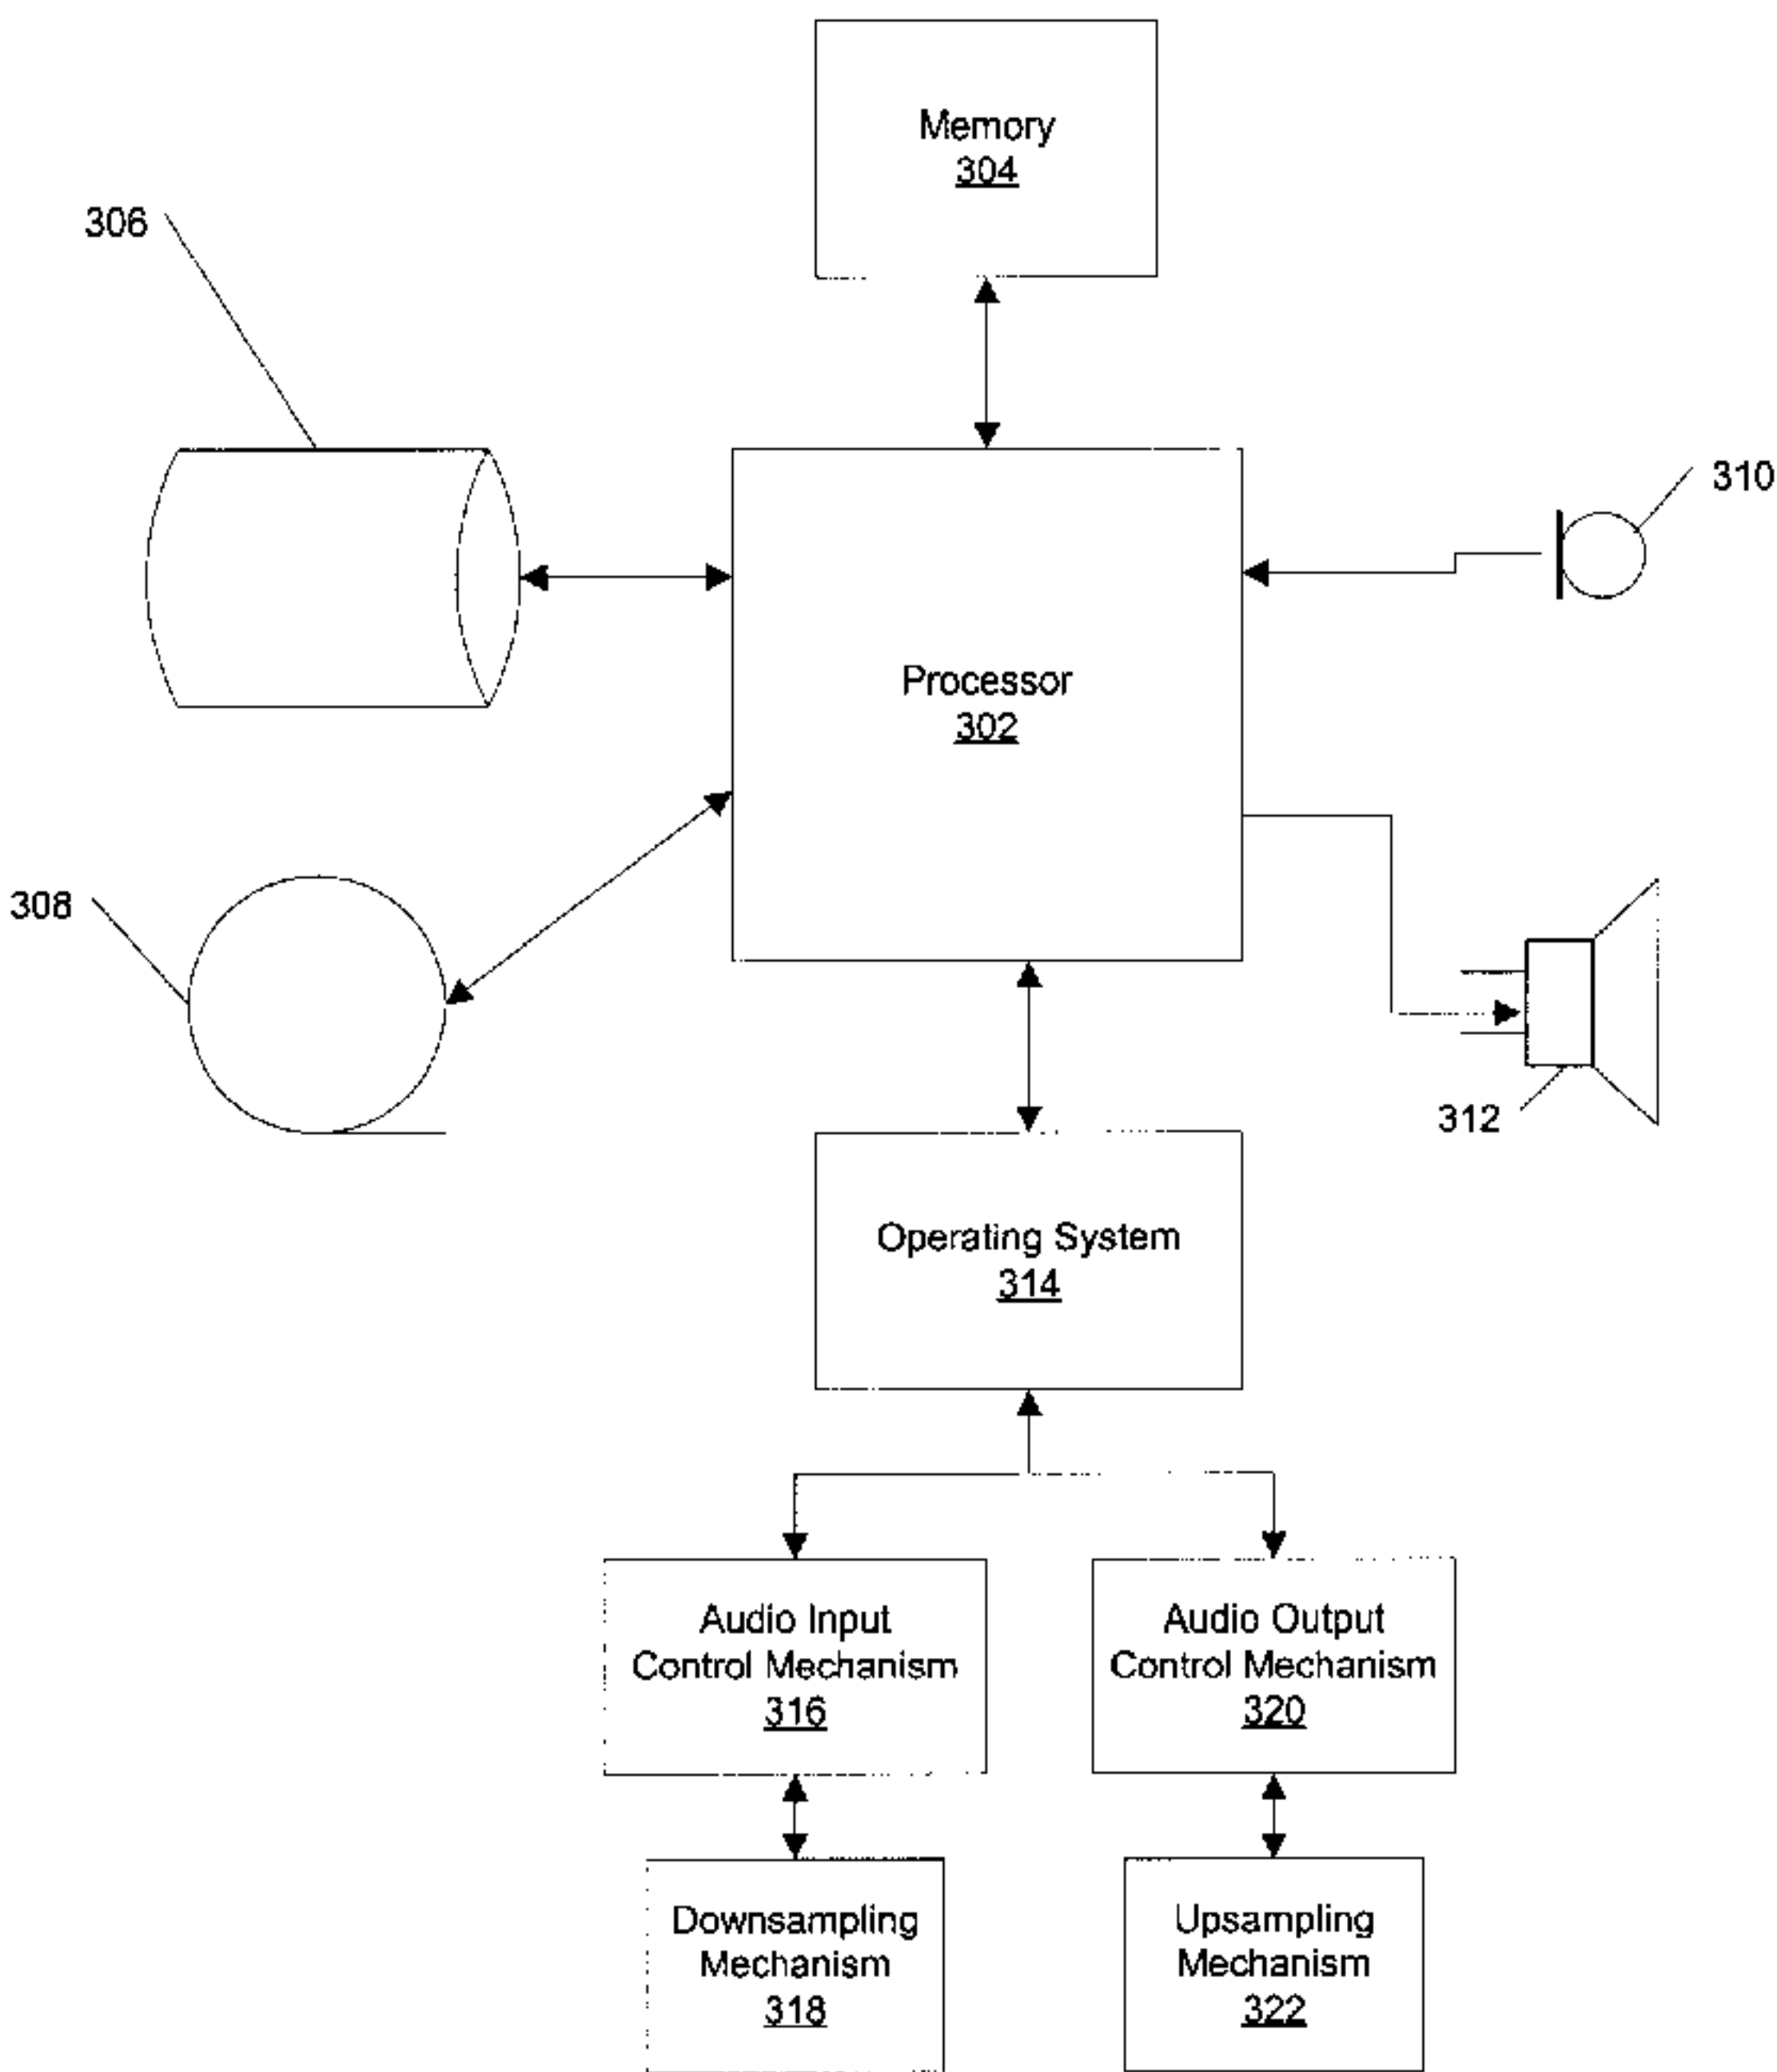 Memory
304
306
310
Processor
302
308
312
Operating System
314
Audio Input
Control Mechanism
316
Audio Output
Control Mechanism
320
Downsampling
Mechanism
318
Upsampling
Mechanism
322